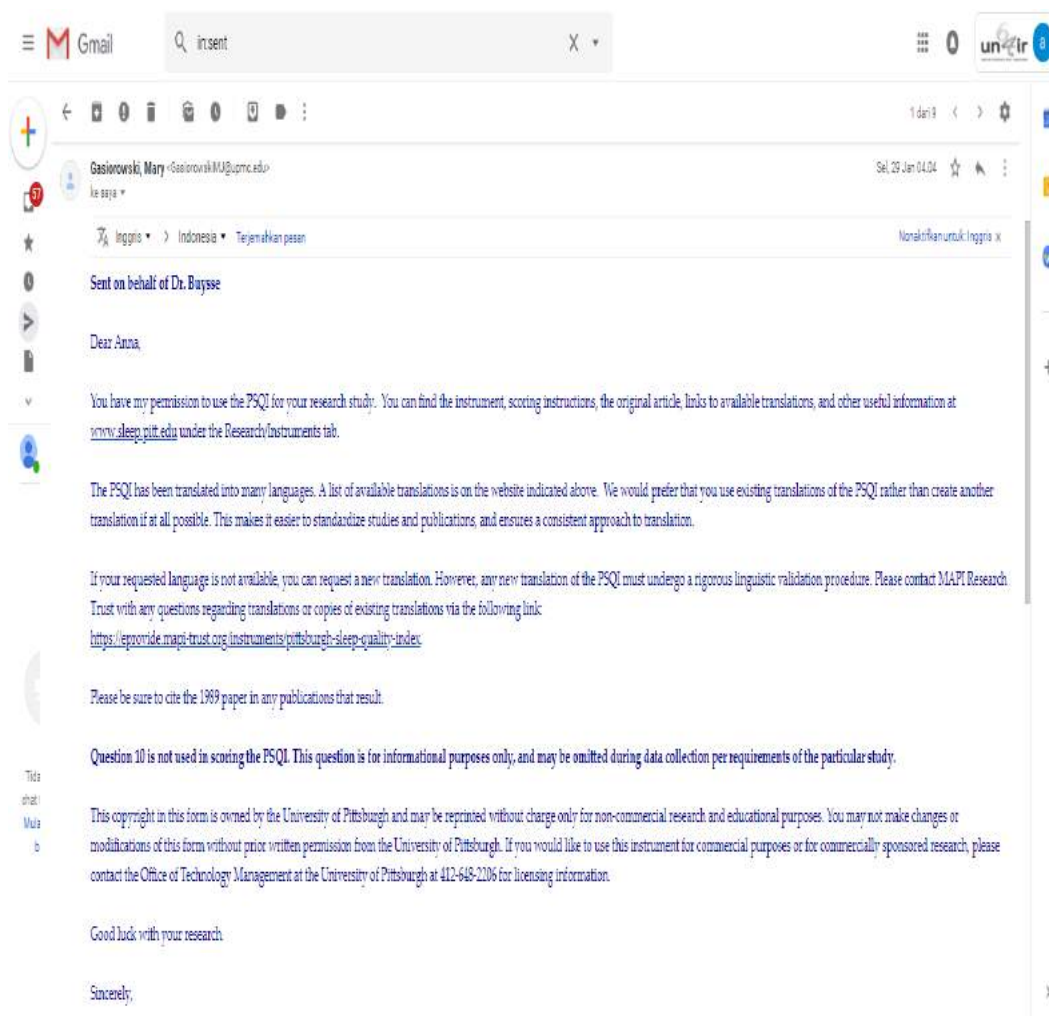 Gmail
in:sent
unair
a
1 dari 9
57
Gasiorowski, Mary <GasiorowskiMJ@upmc.edu>
Sel, 29 Jan 04.04
ke saya
Inggris > Indonesia Terjemahkan pesan
Nonaktifkan untuk: Inggris x
Sent on behalf of Dr. Buysse
Dear Anna,
You have my permission to use the PSQI for your research study. You can find the instrument, scoring instructions, the original article, links to available translations, and other useful information at
www.sleep.pitt.edu under the Research/Instruments tab.
The PSQI has been translated into many languages. A list of available translations is on the website indicated above. We would prefer that you use existing translations of the PSQI rather than create another
translation if at all possible. This makes it easier to standardize studies and publications, and ensures a consistent approach to translation.
If your requested language is not available, you can request a new translation. However, any new translation of the PSQI must undergo a rigorous linguistic validation procedure. Please contact MAPI Research
Trust with any questions regarding translations or copies of existing translations via the following link:
https://eprovide.mapi-trust.org/instruments/pittsburgh-sleep-quality-index.
Please be sure to cite the 1989 paper in any publications that result.
Question 10 is not used in scoring the PSQI. This question is for informational purposes only, and may be omitted during data collection per requirements of the particular study.
Tida
chat
Mula
b
This copyright in this form is owned by the University of Pittsburgh and may be reprinted without charge only for non-commercial research and educational purposes. You may not make changes or
modifications of this form without prior written permission from the University of Pittsburgh. If you would like to use this instrument for commercial purposes or for commercially sponsored research, please
contact the Office of Technology Management at the University of Pittsburgh at 412-648-2206 for licensing information.
Good luck with your research.
Sincerely,